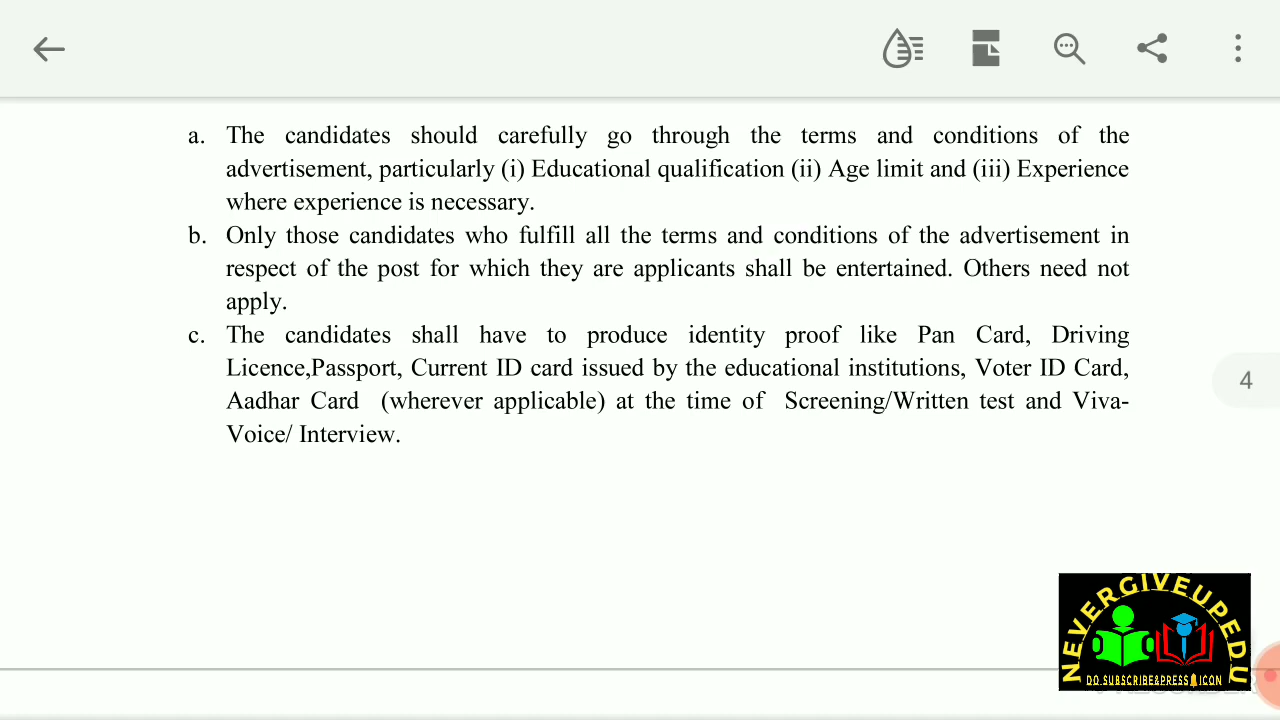 a. The candidates should carefully go through the terms and conditions of the
advertisement, particularly (i) Educational qualification (ii) Age limit and (iii) Experience
where experience is necessary.
b. Only those candidates who fulfill all the terms and conditions of the advertisement in
respect of the post for which they are applicants shall be entertained. Others need not
apply.
c. The candidates shall have to produce identity proof like Pan Card, Driving
Licence,Passport, Current ID card issued by the educational institutions, Voter ID Card,
Aadhar Card (wherever applicable) at the time of Screening/Written test and Viva-
Voice/ Interview.
4
NEVERGIVEUPEDU
DO.SUBSCRIBE&PRESS ICON